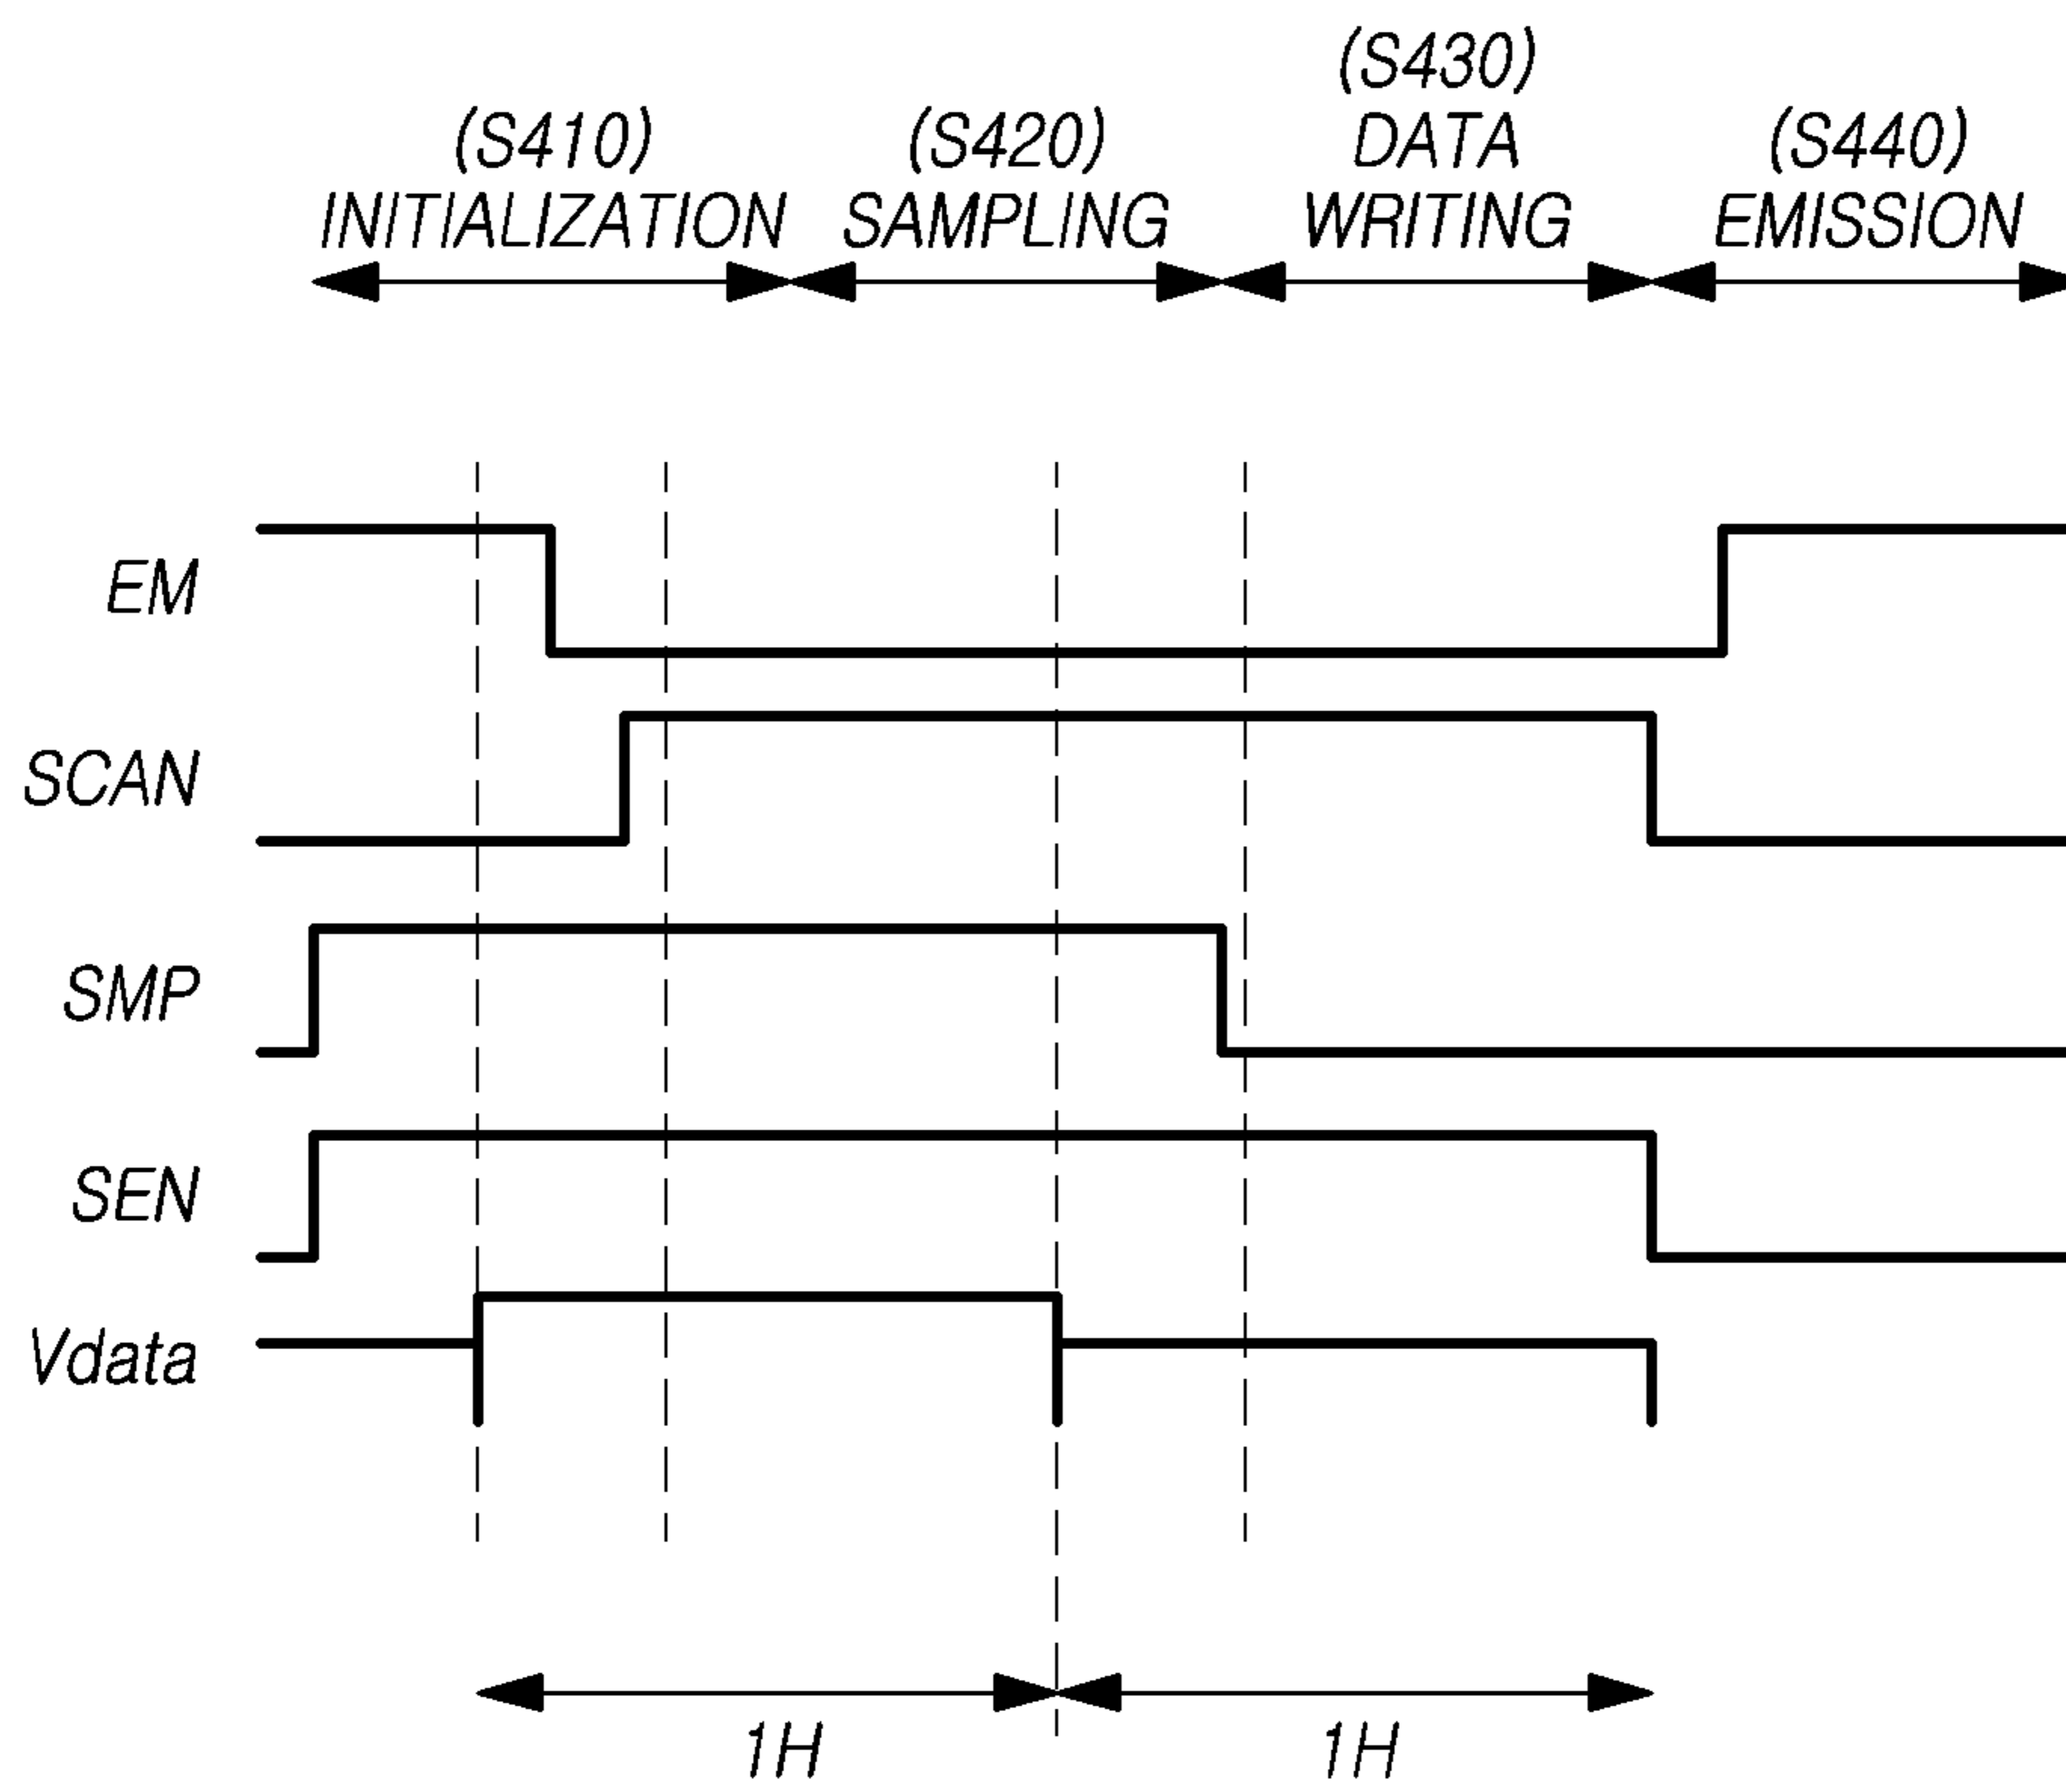 (S430)
(S410) (S420) DATA (S440)
INITIALIZATION SAMPLING WRITING EMISSION
EM
SCAN
SMP
SEN
Vdata
1H 1H